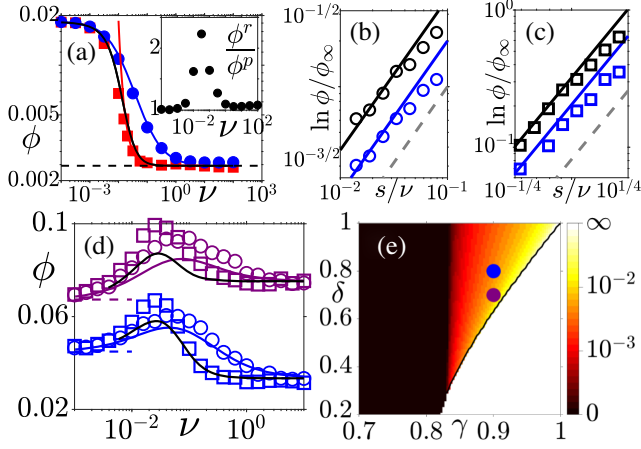 0.02
0.005
0.002
ϕ
(a)
2
1
ϕ^r/ϕ^p
10^-2
ν
10^2
10^-3
10^0
ν
10^3
(b)
ln ϕ/ϕ_∞
10^-1/2
10^-3/2
10^-2
s/ν
10^-1
(c)
ln ϕ/ϕ_∞
10^0
10^-1
10^-1/4
s/ν
10^1/4
(d)
ϕ
0.1
0.06
0.02
10^-2
ν
10^0
(e)
δ
1
0.8
0.6
0.4
0.2
0.7
0.8
γ
0.9
1
∞
10^-2
10^-3
0